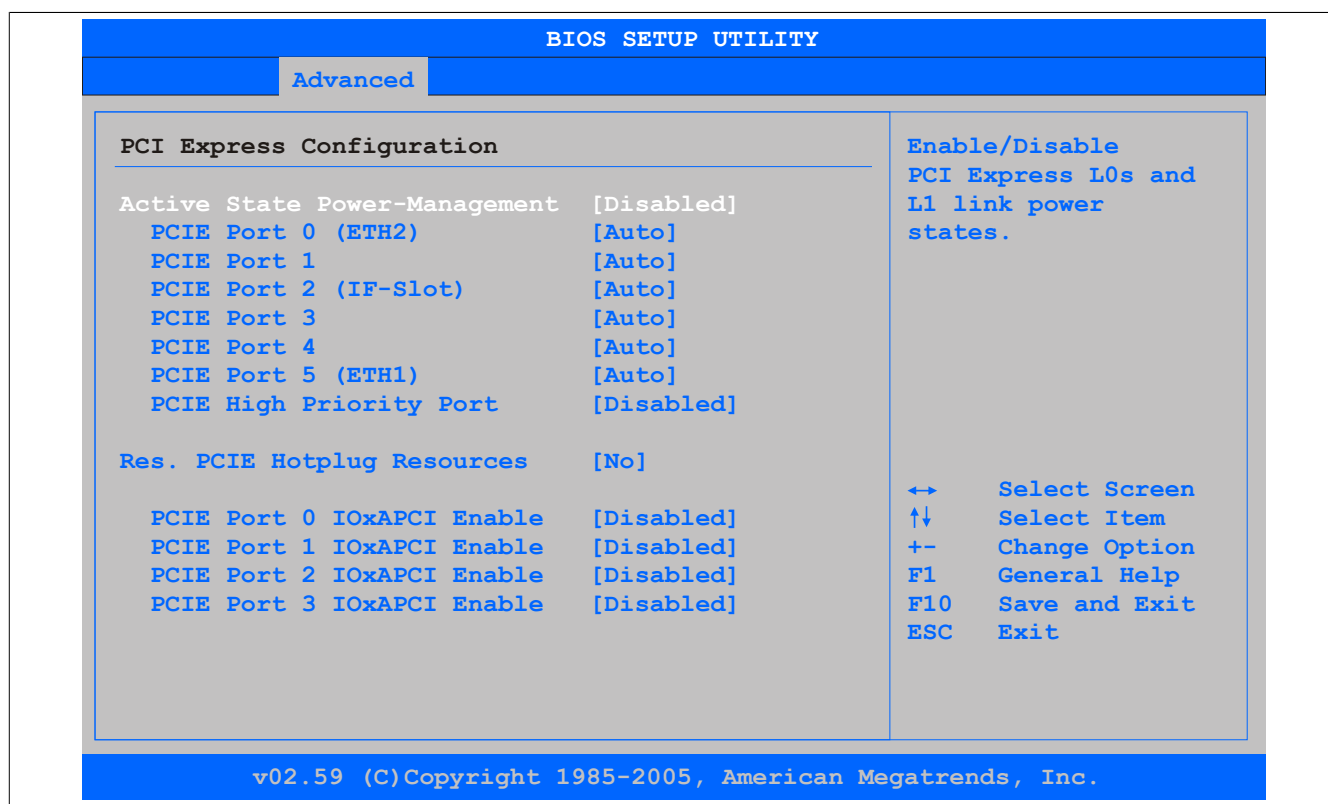 BIOS SETUP UTILITY
Advanced
PCI Express Configuration
Active State Power-Management [Disabled]
PCIE Port 0 (ETH2) [Auto]
PCIE Port 1 [Auto]
PCIE Port 2 (IF-Slot) [Auto]
PCIE Port 3 [Auto]
PCIE Port 4 [Auto]
PCIE Port 5 (ETH1) [Auto]
PCIE High Priority Port [Disabled]
Res. PCIE Hotplug Resources [No]
PCIE Port 0 IOxAPCI Enable [Disabled]
PCIE Port 1 IOxAPCI Enable [Disabled]
PCIE Port 2 IOxAPCI Enable [Disabled]
PCIE Port 3 IOxAPCI Enable [Disabled]
Enable/Disable
PCI Express L0s and
L1 link power
states.
↔ Select Screen
↑↓ Select Item
+- Change Option
F1 General Help
F10 Save and Exit
ESC Exit
v02.59 (C)Copyright 1985-2005, American Megatrends, Inc.